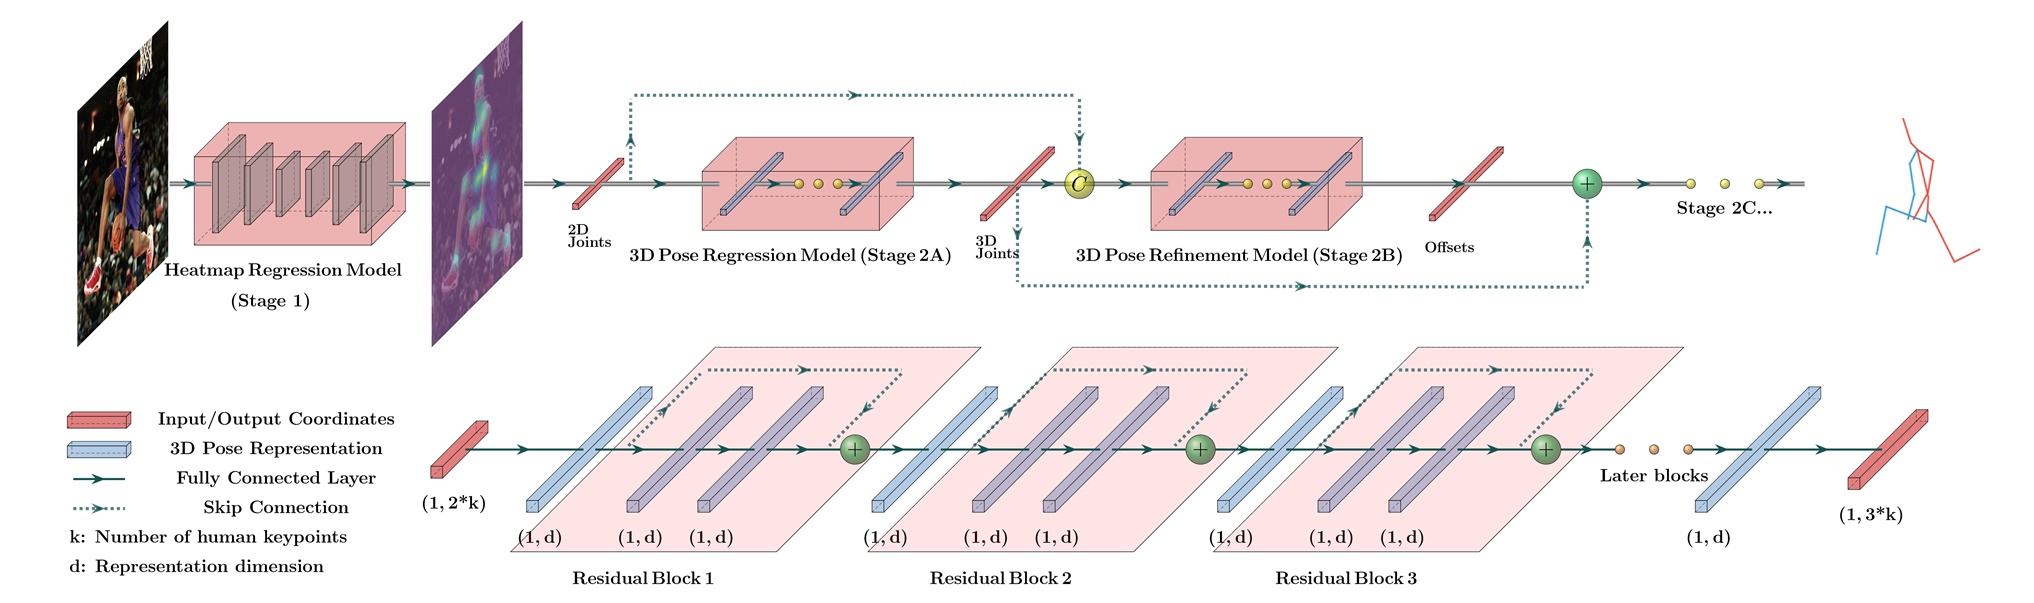 C
+
2D
Joints
3D
Joints
Offsets
Stage 2C...
3D Pose Regression Model (Stage 2A)
3D Pose Refinement Model (Stage 2B)
Heatmap Regression Model
(Stage 1)
Input/Output Coordinates
3D Pose Representation
Fully Connected Layer
Skip Connection
k: Number of human keypoints
d: Representation dimension
+
+
+
Later blocks
(1, 2*k)
(1, 3*k)
(1, d)
(1, d)
(1, d)
(1, d)
(1, d)
(1, d)
(1, d)
(1, d)
(1, d)
(1, d)
Residual Block 1
Residual Block 2
Residual Block 3